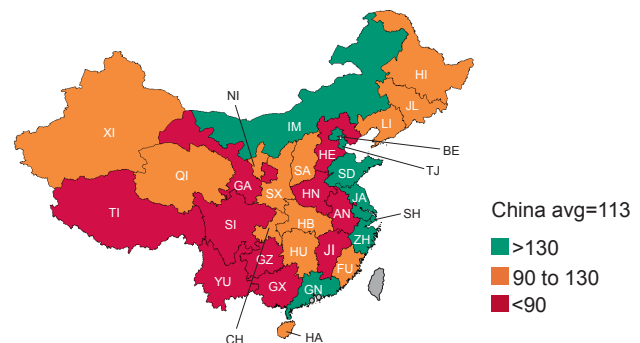 HI
JL
LI
NI
XI
IM
BE
HE
TJ
SA
SD
QI
GA
SX
HN
JA
TI
AN
SH
SI
HB
ZH
HU
JI
GZ
FU
YU
GX
GN
CH
HA
China avg=113
>130
90 to 130
<90